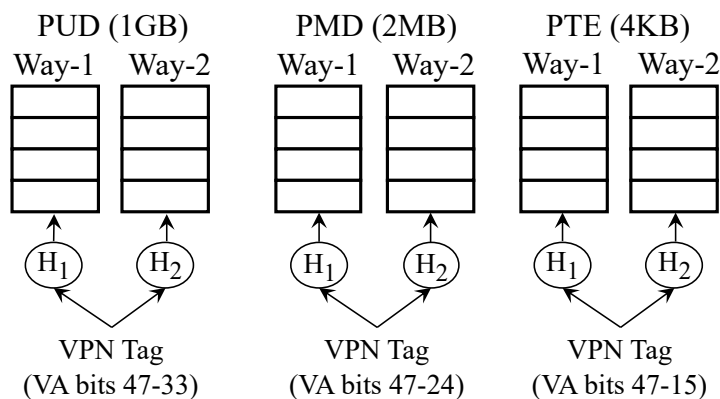 PUD (1GB)
Way-1 Way-2
H1 H2
VPN Tag
(VA bits 47-33)
PMD (2MB)
Way-1 Way-2
H1 H2
VPN Tag
(VA bits 47-24)
PTE (4KB)
Way-1 Way-2
H1 H2
VPN Tag
(VA bits 47-15)